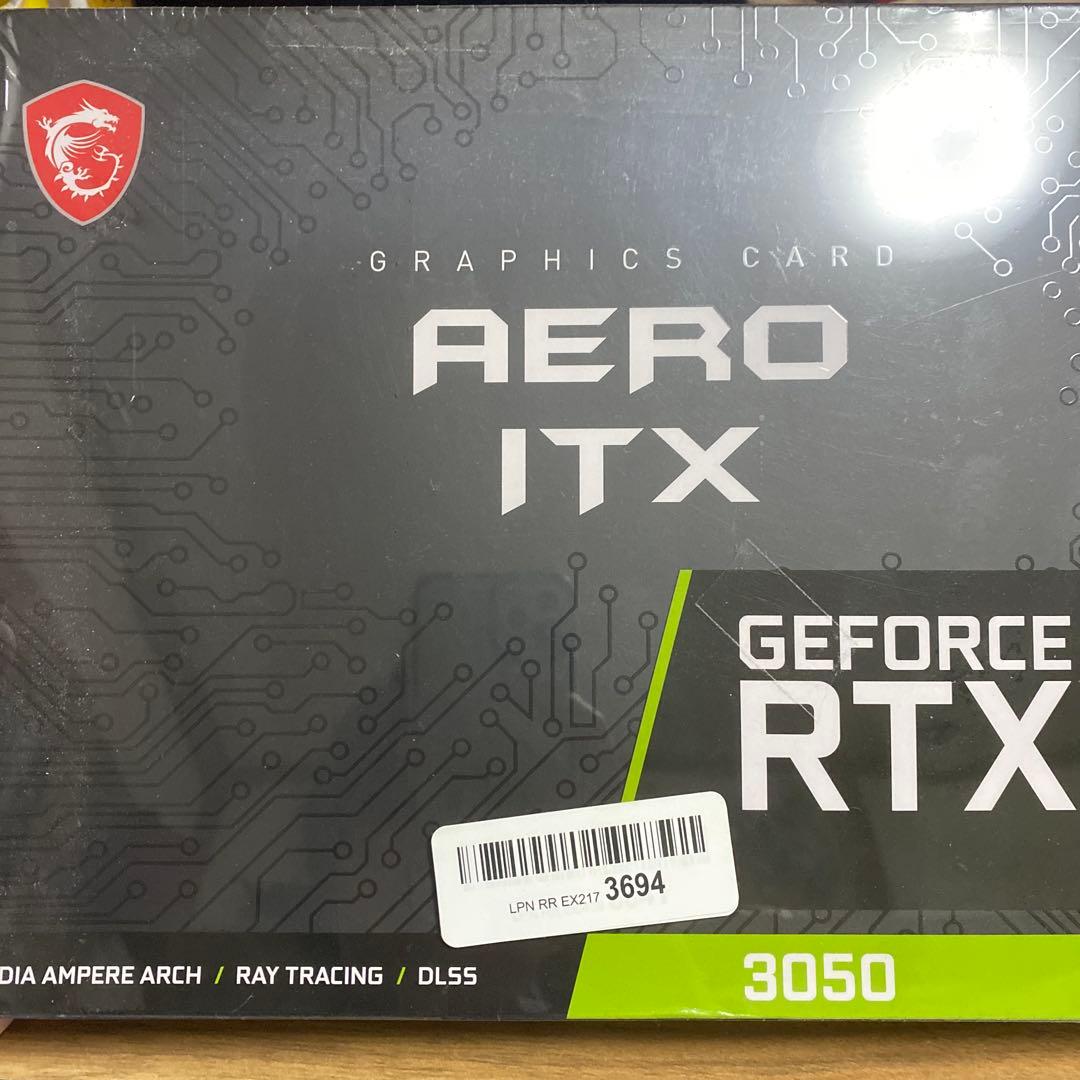 GRAPHICS CARD
AERO
ITX
GEFORCE
RTX
LPN RR EX217 3694
DIA AMPERE ARCH / RAY TRACING / DLSS
3050